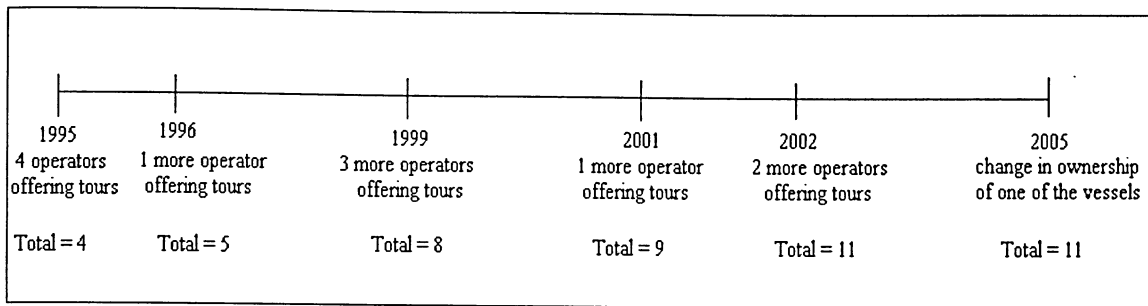 1995
4 operators
offering tours
Total = 4
1996
1 more operator
offering tours
Total = 5
1999
3 more operators
offering tours
Total = 8
2001
1 more operator
offering tours
Total = 9
2002
2 more operators
offering tours
Total = 11
2005
change in ownership
of one of the vessels
Total = 11